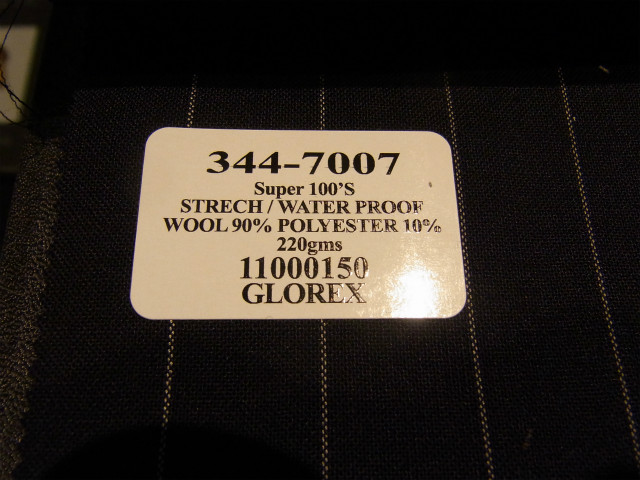 344-7007
Super 100'S
STRECH / WATER PROOF
WOOL 90% POLYESTER 10%
220gms
11000150
GLOREX